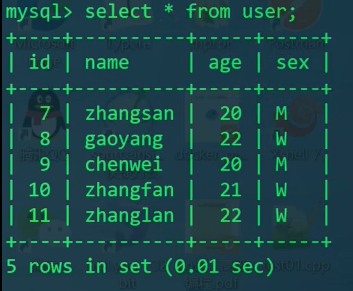 mysql> select * from user;
+----+-----------+-----+-----+
| id | name      | age | sex |
+----+-----------+-----+-----+
|  7 | zhangsan  |  20 | M   |
|  8 | gaoyang   |  22 | W   |
|  9 | chenwei   |  20 | M   |
| 10 | zhangfan  |  21 | W   |
| 11 | zhanglan  |  22 | W   |
+----+-----------+-----+-----+
5 rows in set (0.01 sec)